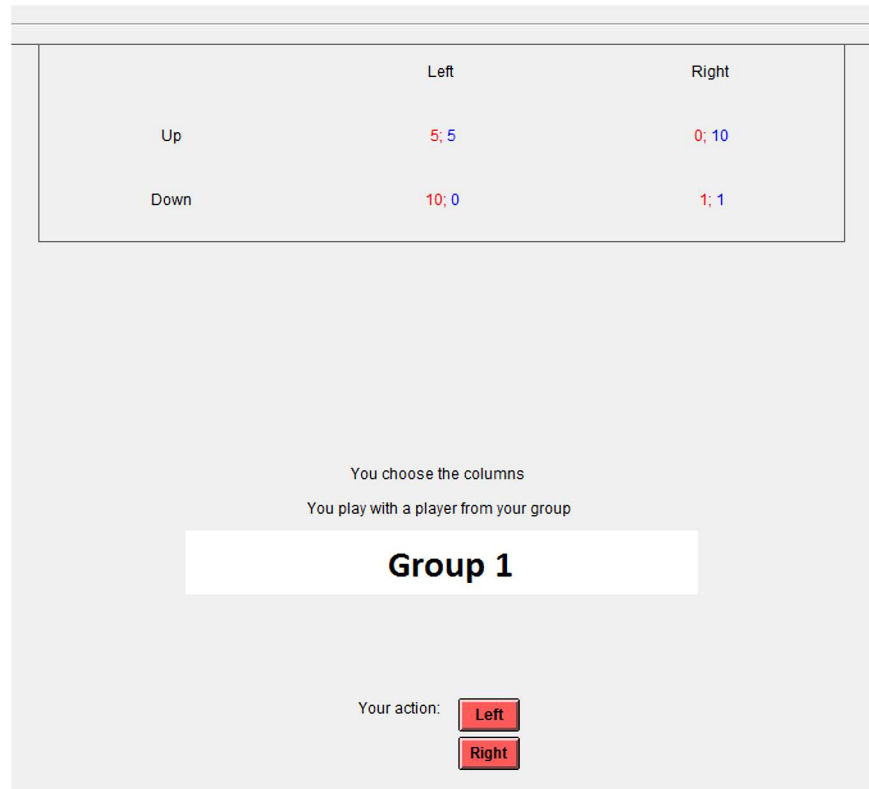 Left Right
Up 5; 5 0; 10
Down 10; 0 1; 1
You choose the columns
You play with a player from your group
Group 1
Your action: Left
Right